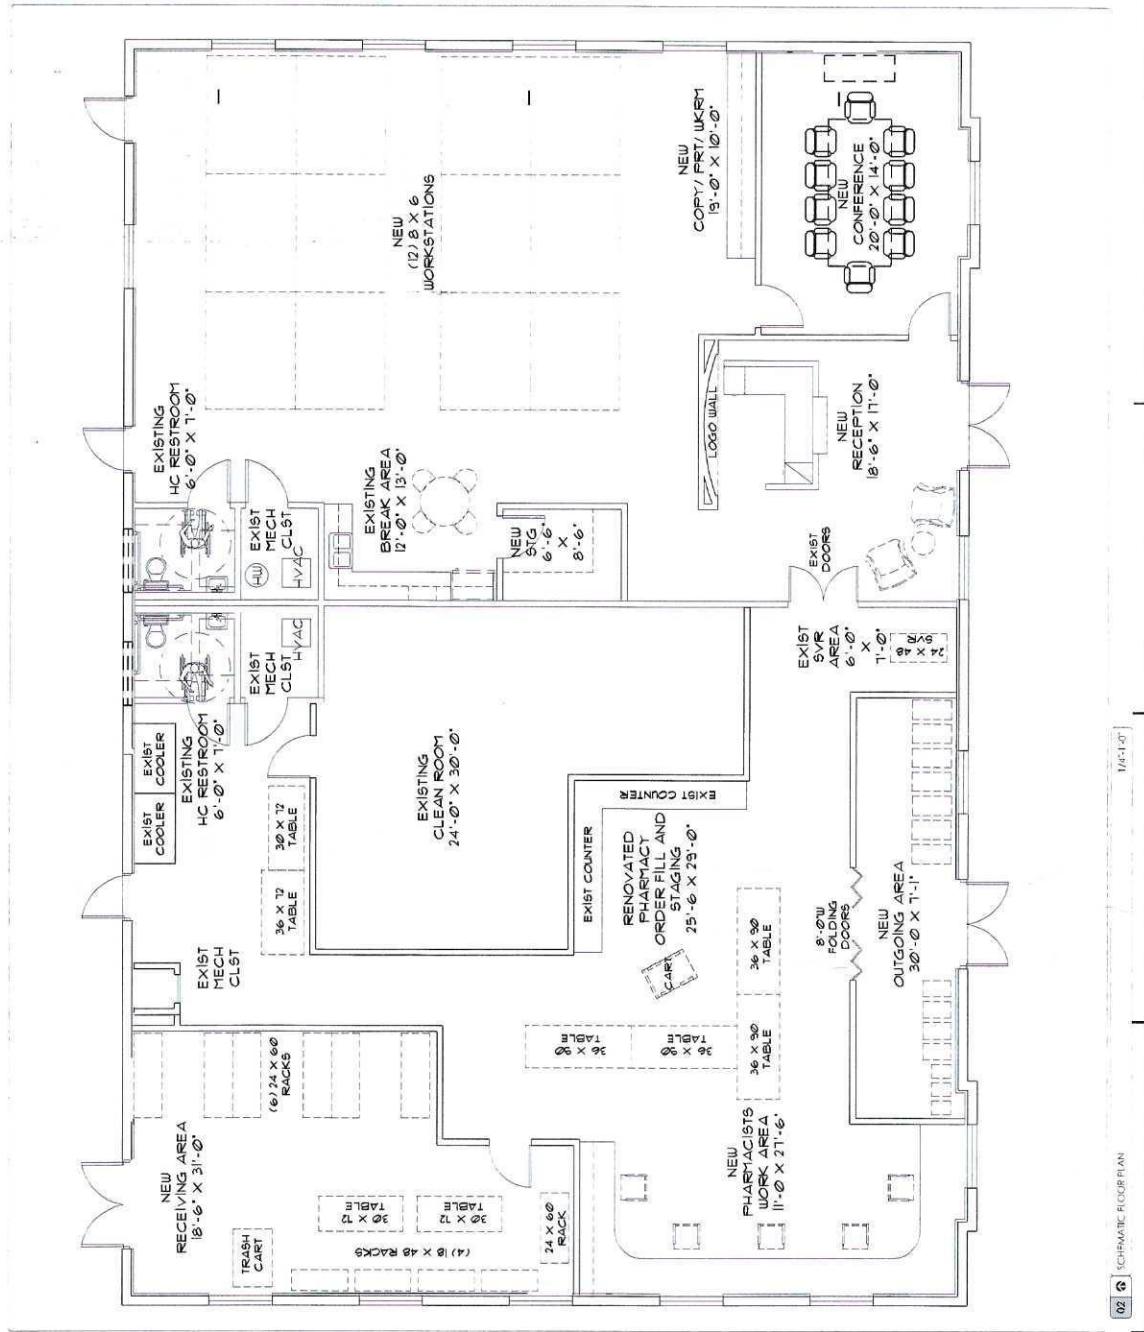 NEW
RECEIVING AREA
18'-6" X 31'-0"
TRASH
CART
(6) 24 X 60
RACKS
30 X 72
TABLE
30 X 72
TABLE
(4) 18 X 48 RACKS
24 X 60
RACK
EXIST
MECH
CLST
EXIST
COOLER
EXIST
COOLER
36 X 72
TABLE
30 X 72
TABLE
EXISTING
HC RESTROOM
6'-0" X 7'-0"
EXIST
MECH
CLST
HVAC
EXISTING
HC RESTROOM
6'-0" X 7'-0"
EXIST
MECH
CLST
HW
HVAC
EXISTING
CLEAN ROOM
24'-0" X 30'-0"
EXISTING
BREAK AREA
12'-0" X 13'-0"
NEW
STG
6'-6"
X
8'-6"
NEW
(12) 8 X 6
WORKSTATIONS
NEW
COPY/ PRT/ WKRM
19'-0" X 10'-0"
NEW
CONFERENCE
20'-0" X 14'-0"
LOGO WALL
NEW
RECEPTION
18'-6" X 17'-0"
EXIST
DOORS
EXIST
SVR
AREA
6'-0"
X
7'-0"
24 X 48
SVR
EXIST COUNTER
EXIST COUNTER
RENOVATED
PHARMACY
ORDER FILL AND
STAGING
25'-6 X 29'-0"
CART
36 X 90
TABLE
36 X 90
TABLE
36 X 90
TABLE
36 X 90
TABLE
NEW
PHARMACISTS
WORK AREA
11'-0 X 27'-6'
8'-0"W
FOLDING
DOORS
NEW
OUTGOING AREA
30'-0 X 7'-1"
02 SCHEMATIC FLOOR PLAN
1/4"-1'-0"